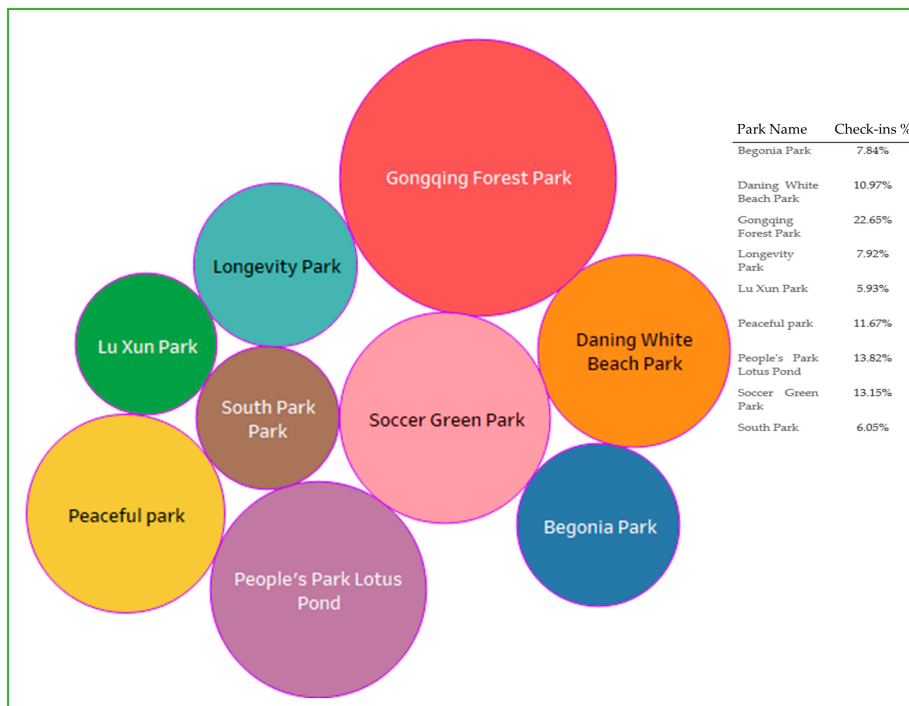 Gongqing Forest Park
Longevity Park
Lu Xun Park
Daning White
Beach Park
South Park
Park
Soccer Green Park
Peaceful park
Begonia Park
People's Park Lotus
Pond
Park Name Check-ins %
Begonia Park 7.84%
Daning White 10.97%
Beach Park
Gongqing 22.65%
Forest Park
Longevity 7.92%
Park
Lu Xun Park 5.93%
Peaceful park 11.67%
People's Park 13.82%
Lotus Pond
Soccer Green 13.15%
Park
South Park 6.05%